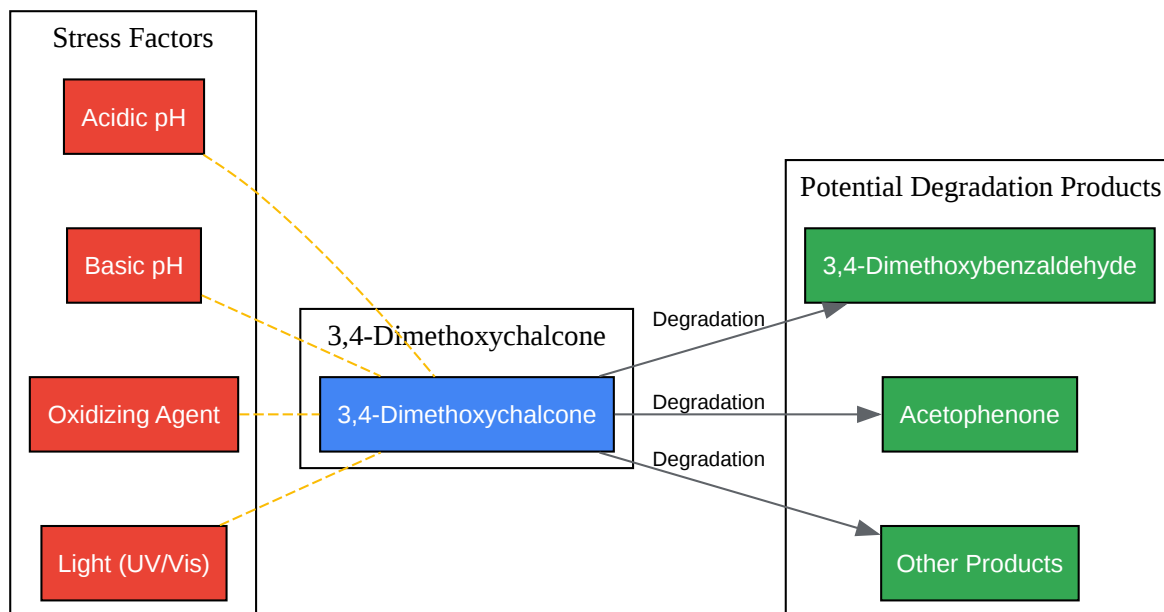 Stress Factors
Acidic pH
Basic pH
Oxidizing Agent
Light (UV/Vis)
3,4-Dimethoxychalcone
3,4-Dimethoxychalcone
Degradation
Degradation
Degradation
Potential Degradation Products
3,4-Dimethoxybenzaldehyde
Acetophenone
Other Products